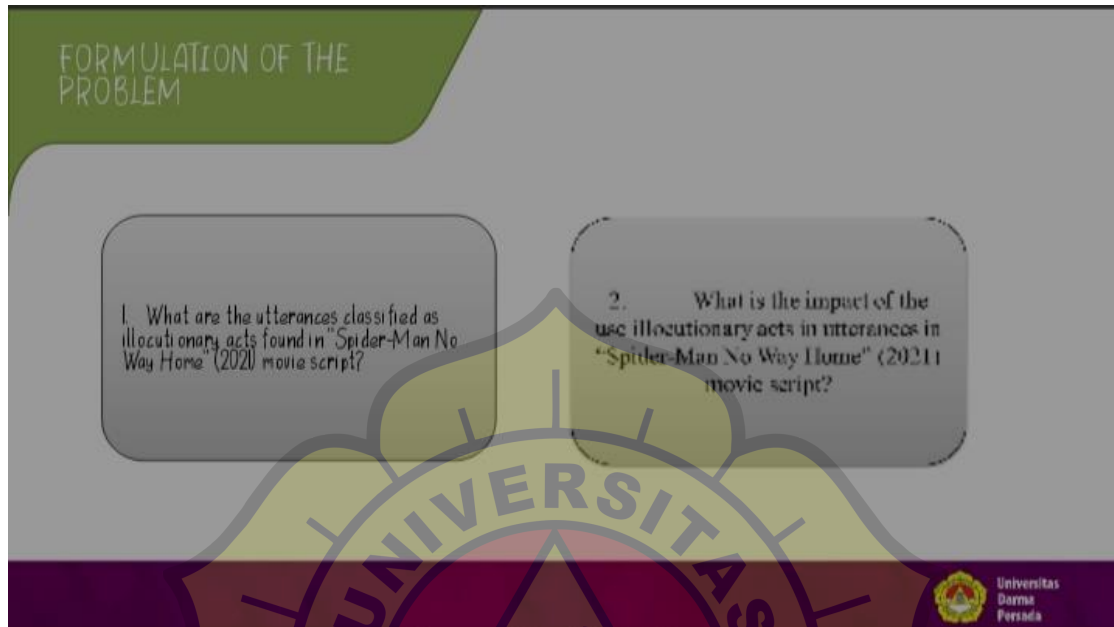 FORMULATION OF THE
PROBLEM
1. What are the utterances classified as
illocutionary acts found in "Spider-Man No
Way Home" (2021) movie script?
2. What is the impact of the
use illocutionary acts in utterances in
"Spider-Man No Way Home" (2021)
movie script?
UNIVERSITAS
Universitas
Darma
Persada